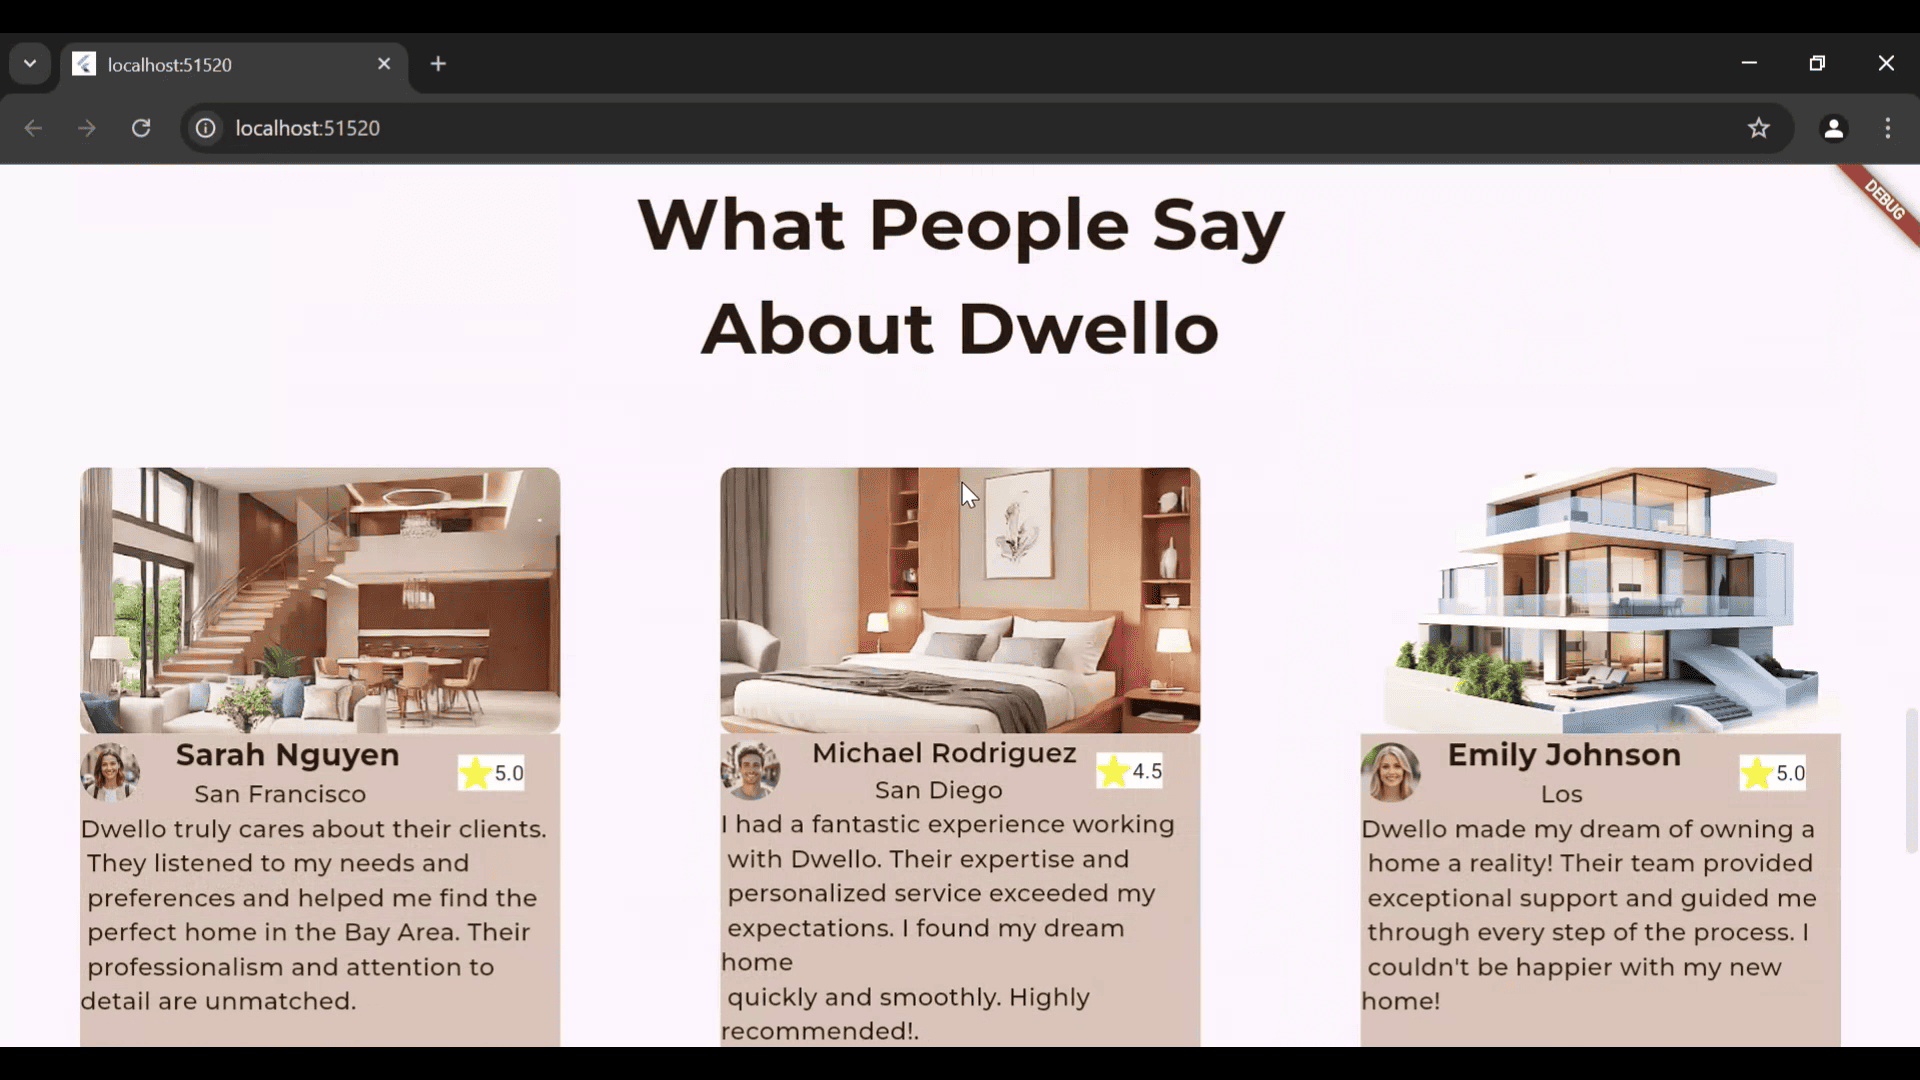 localhost:51520
localhost:51520
DEBUG
What People Say
About Dwello
Sarah Nguyen
5.0
San Francisco
Dwello truly cares about their clients.
They listened to my needs and
preferences and helped me find the
perfect home in the Bay Area. Their
professionalism and attention to
detail are unmatched.
Michael Rodriguez
4.5
San Diego
I had a fantastic experience working
with Dwello. Their expertise and
personalized service exceeded my
expectations. I found my dream
home
quickly and smoothly. Highly
recommended!.
Emily Johnson
5.0
Los
Dwello made my dream of owning a
home a reality! Their team provided
exceptional support and guided me
through every step of the process. I
couldn't be happier with my new
home!